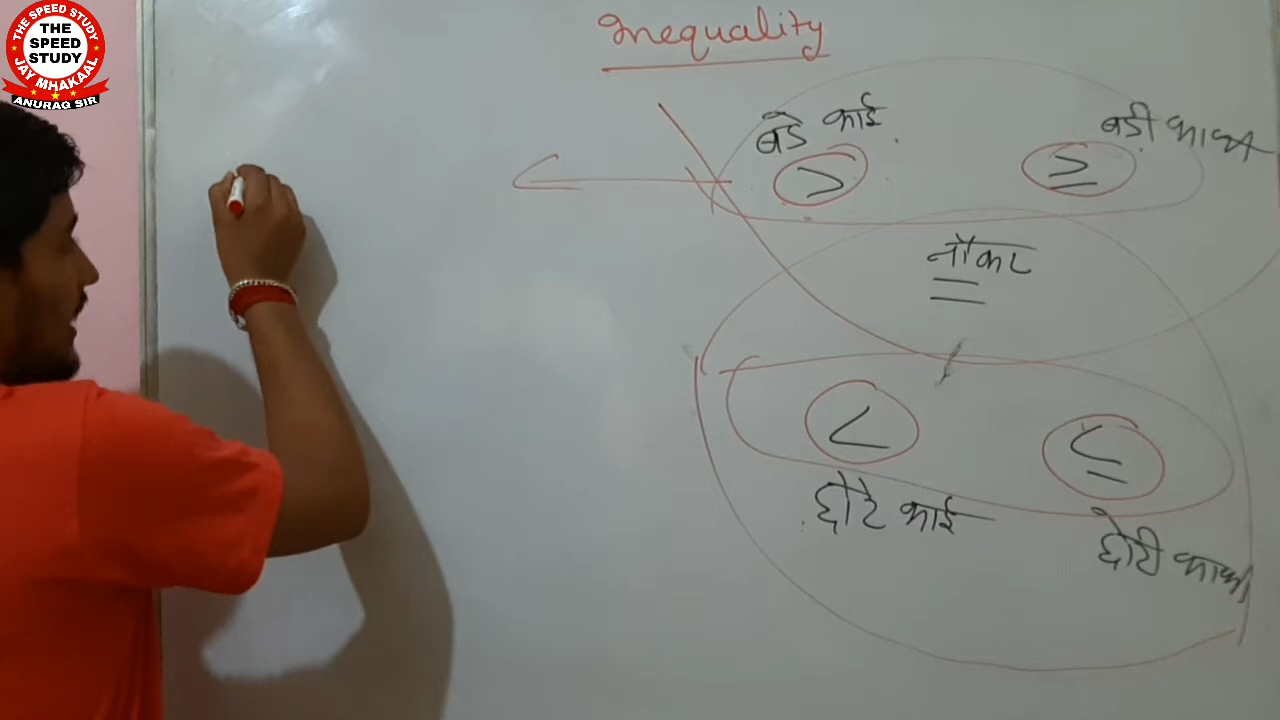 THE SPEED STUDY
THE
SPEED
STUDY
JAY MHAKAAL
ANURAG SIR
Inequality
बडे भाई
बडी भाभी
>
≥
नौकर
=
<
≤
छोटे भाई
छोटी भाभी